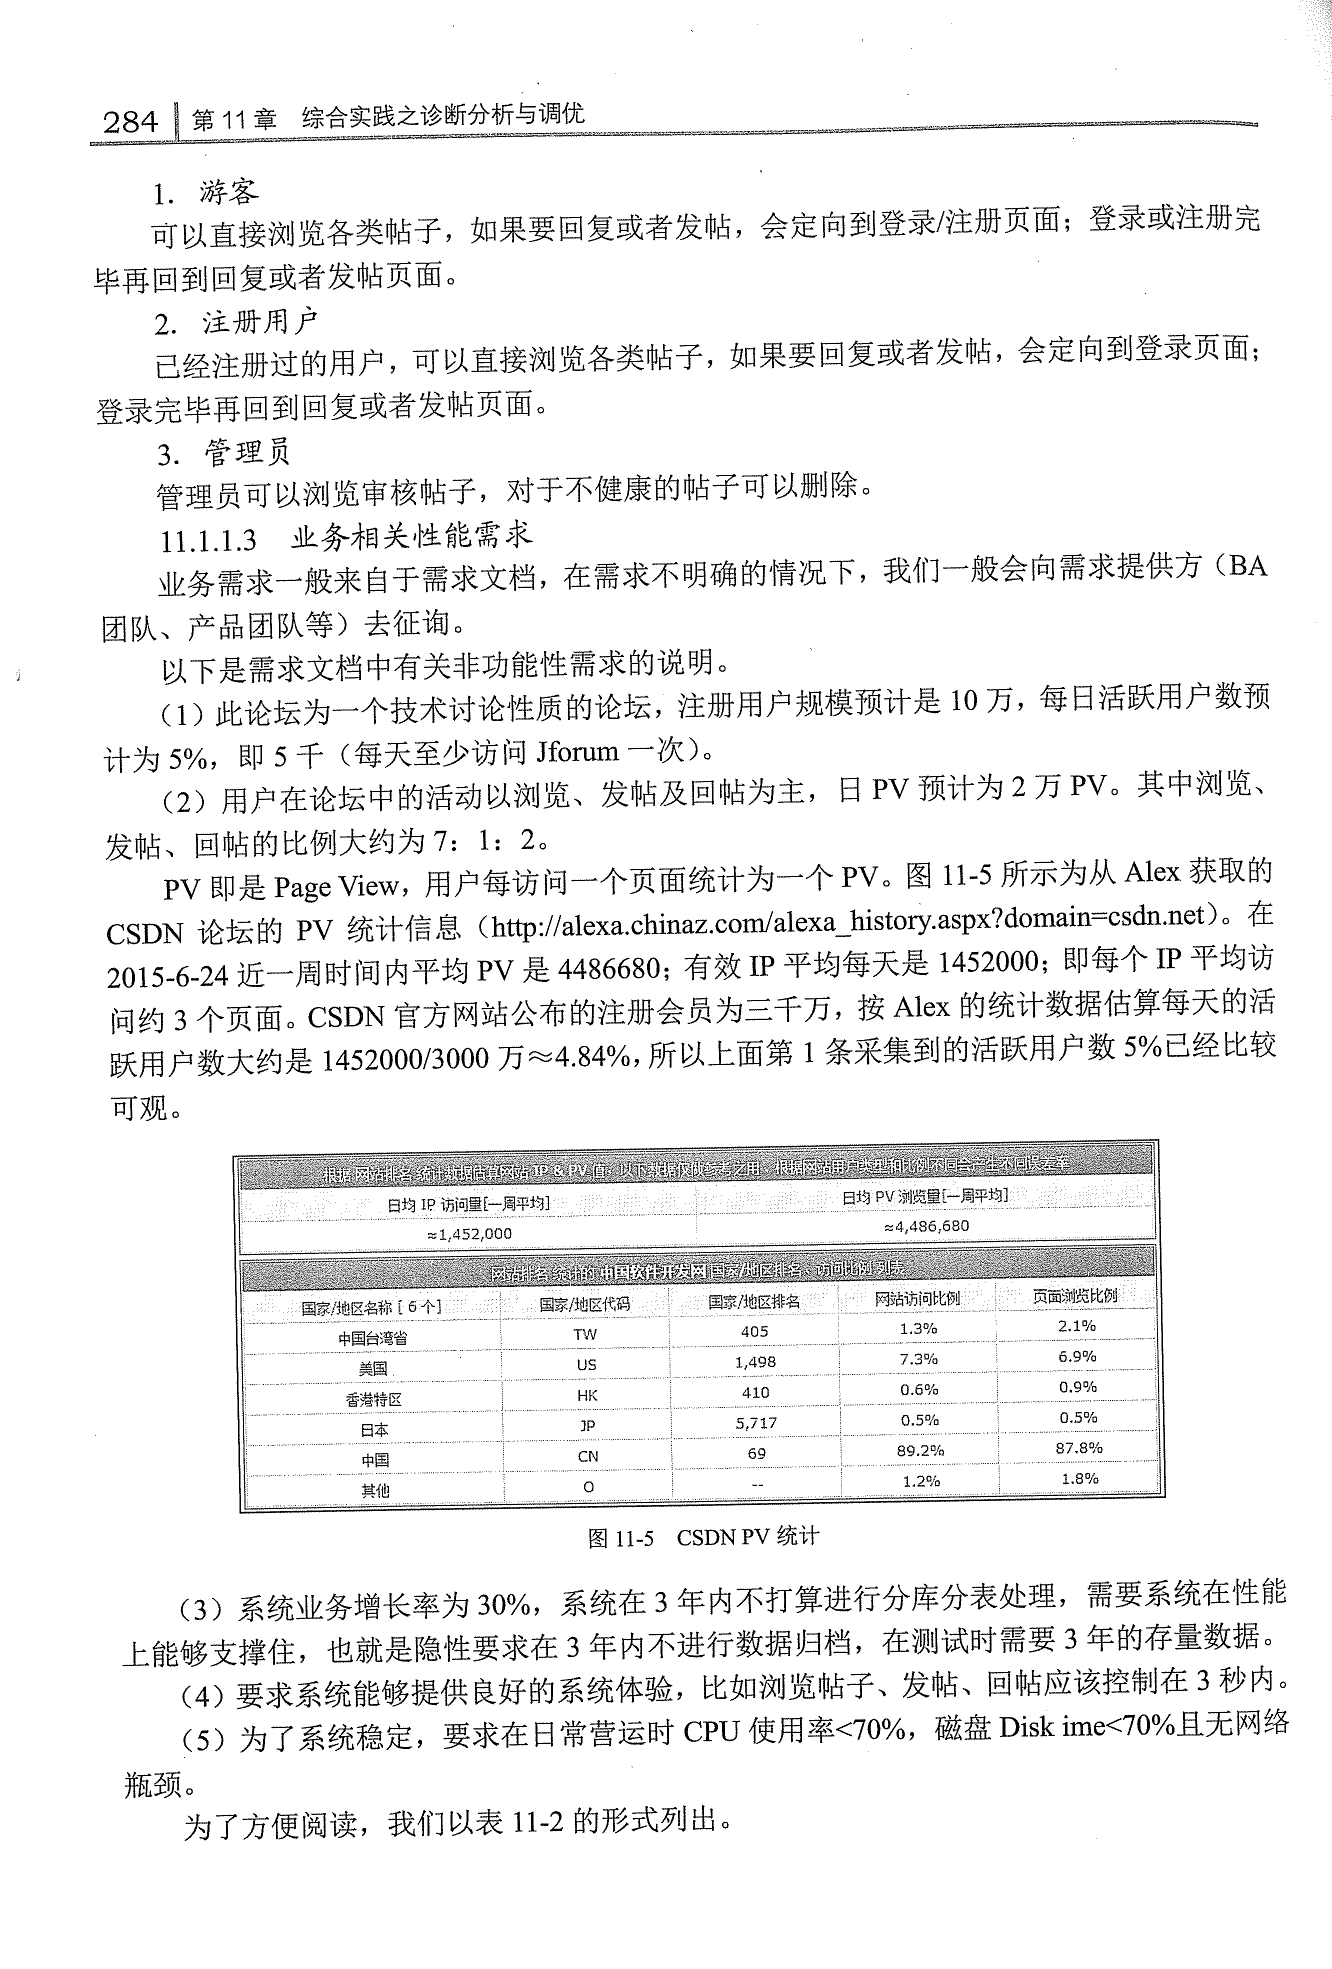 284 第 11 章 综合实践之诊断分析与调优
1. 游客
可以直接浏览各类帖子，如果要回复或者发帖，会定向到登录/注册页面；登录或注册完
毕再回到回复或者发帖页面。
2. 注册用户
已经注册过的用户，可以直接浏览各类帖子，如果要回复或者发帖，会定向到登录页面；
登录完毕再回到回复或者发帖页面。
3. 管理员
管理员可以浏览审核帖子，对于不健康的帖子可以删除。
11.1.1.3 业务相关性能需求
业务需求一般来自于需求文档，在需求不明确的情况下，我们一般会向需求提供方（BA
团队、产品团队等）去征询。
以下是需求文档中有关非功能性需求的说明。
（1）此论坛为一个技术讨论性质的论坛，注册用户规模预计是 10 万，每日活跃用户数预
计为 5%，即 5 千（每天至少访问 Jforum 一次）。
（2）用户在论坛中的活动以浏览、发帖及回帖为主，日 PV 预计为 2 万 PV。其中浏览、
发帖、回帖的比例大约为 7：1：2。
PV 即是 Page View，用户每访问一个页面统计为一个 PV。图 11-5 所示为从 Alex 获取的
CSDN 论坛的 PV 统计信息（http://alexa.chinaz.com/alexa_history.aspx?domain=csdn.net）。在
2015-6-24 近一周时间内平均 PV 是 4486680；有效 IP 平均每天是 1452000；即每个 IP 平均访
问约 3 个页面。CSDN 官方网站公布的注册会员为三千万，按 Alex 的统计数据估算每天的活
跃用户数大约是 1452000/3000 万≈4.84%，所以上面第 1 条采集到的活跃用户数 5%已经比较
可观。
根据 网站排名 统计数据估算网站 IP & PV 值，以下数据仅做参考之用，根据网站用户类型和比例不同会产生不同误差率
日均 IP 访问量[一周平均] 日均 PV 浏览量[一周平均]
≈1,452,000 ≈4,486,680
网站排名 统计的 中国软件开发网 国家/地区排名、访问比例 列表
国家/地区名称 [ 6 个] 国家/地区代码 国家/地区排名 网站访问比例 页面浏览比例
中国台湾省 TW 405 1.3% 2.1%
美国 US 1,498 7.3% 6.9%
香港特区 HK 410 0.6% 0.9%
日本 JP 5,717 0.5% 0.5%
中国 CN 69 89.2% 87.8%
其他 O -- 1.2% 1.8%
图 11-5 CSDN PV 统计
（3）系统业务增长率为 30%，系统在 3 年内不打算进行分库分表处理，需要系统在性能
上能够支撑住，也就是隐性要求在 3 年内不进行数据归档，在测试时需要 3 年的存量数据。
（4）要求系统能够提供良好的系统体验，比如浏览帖子、发帖、回帖应该控制在 3 秒内。
（5）为了系统稳定，要求在日常营运时 CPU 使用率<70%，磁盘 Disk ime<70%且无网络
瓶颈。
为了方便阅读，我们以表 11-2 的形式列出。